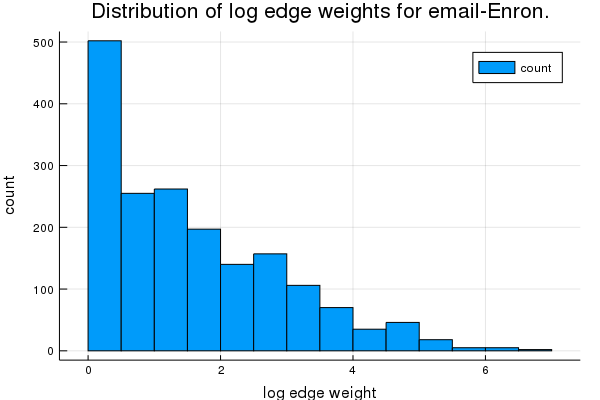 Distribution of log edge weights for email-Enron.
500
400
300
200
100
0
count
count
0 2 4 6
log edge weight